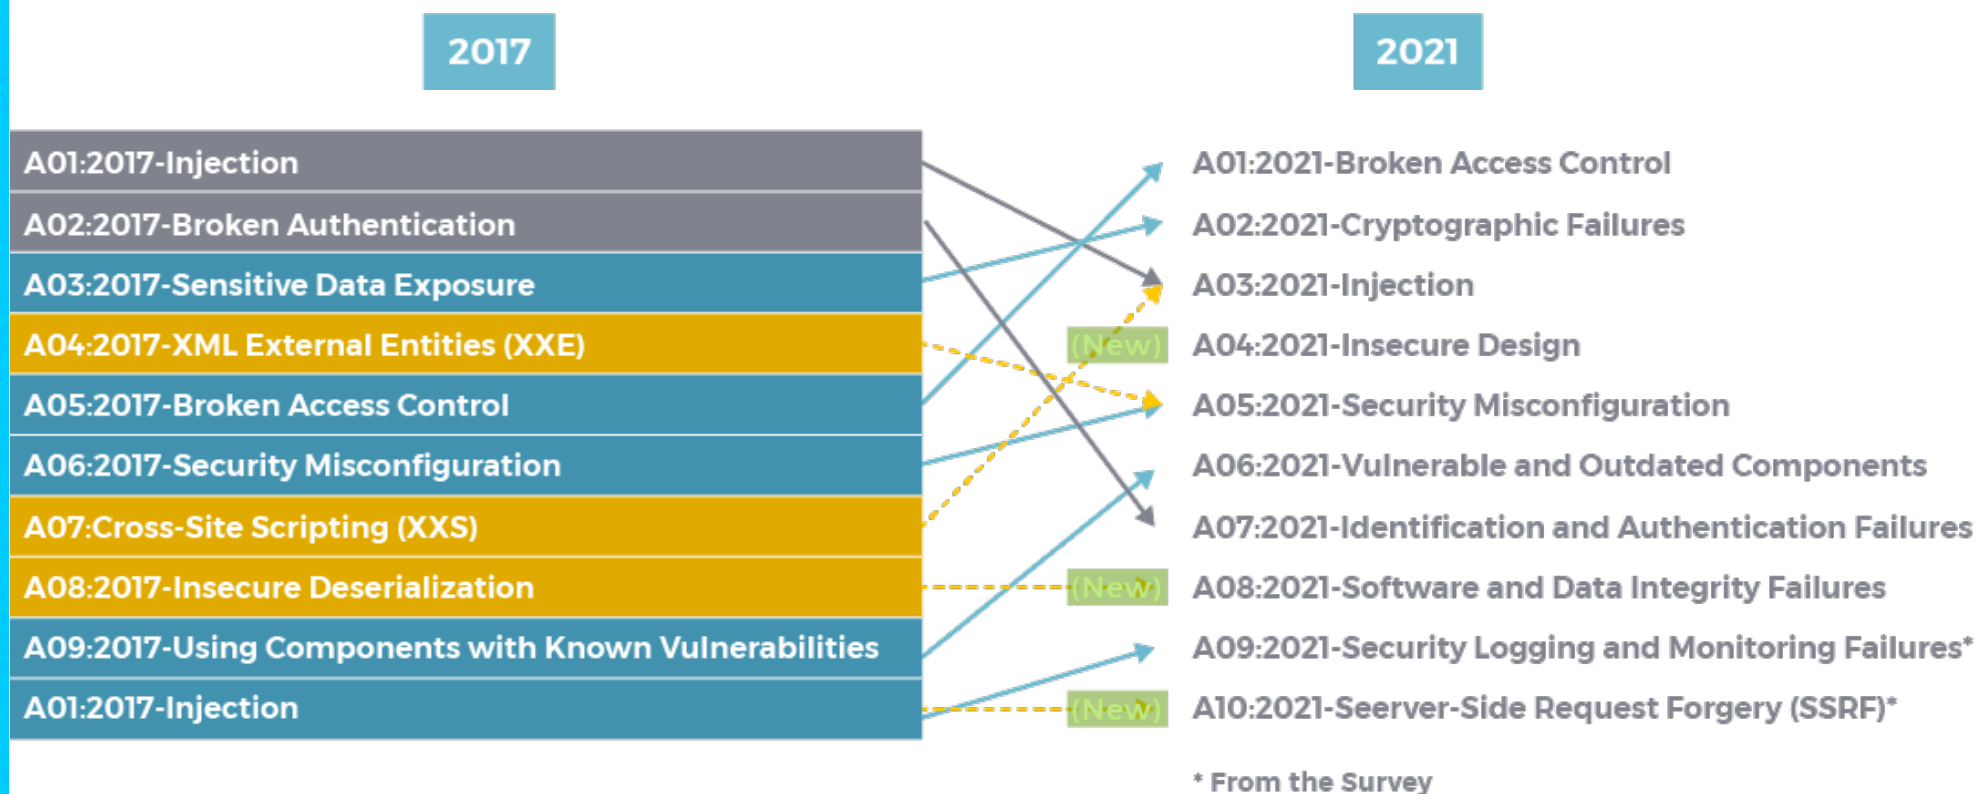 2017
2021
A01:2017-Injection
A02:2017-Broken Authentication
A03:2017-Sensitive Data Exposure
A04:2017-XML External Entities (XXE)
A05:2017-Broken Access Control
A06:2017-Security Misconfiguration
A07:Cross-Site Scripting (XXS)
A08:2017-Insecure Deserialization
A09:2017-Using Components with Known Vulnerabilities
A01:2017-Injection
A01:2021-Broken Access Control
A02:2021-Cryptographic Failures
A03:2021-Injection
(New) A04:2021-Insecure Design
A05:2021-Security Misconfiguration
A06:2021-Vulnerable and Outdated Components
A07:2021-Identification and Authentication Failures
(New) A08:2021-Software and Data Integrity Failures
A09:2021-Security Logging and Monitoring Failures*
(New) A10:2021-Seerver-Side Request Forgery (SSRF)*
* From the Survey